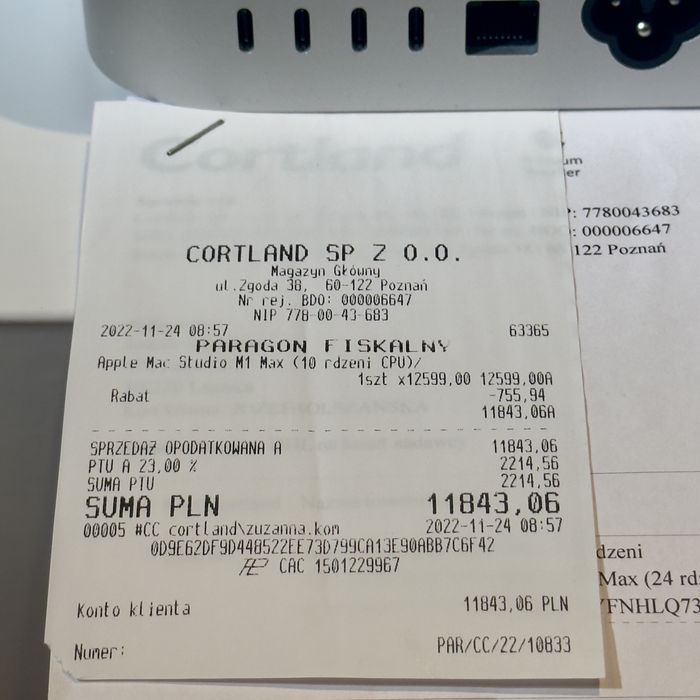 CORTLAND SP Z O.O.
Magazyn Główny
ul.Zgoda 38, 60-122 Poznań
Nr rej. BDO: 000006647
NIP 778-00-43-683
2022-11-24 08:57 63365
PARAGON FISKALNY
Apple Mac Studio M1 Max (10 rdzeni CPU)/
1szt x12599,00 12599,00A
Rabat -755,94
11843,06A
SPRZEDAŻ OPODATKOWANA A 11843,06
PTU A 23,00 % 2214,56
SUMA PTU 2214,56
SUMA PLN 11843,06
00005 #CC cortland\zuzanna.kom 2022-11-24 08:57
0D9E62DF9D448522EE73D799CA13E90ABB7C6F42
CAC 1501229967
Konto klienta 11843,06 PLN
Numer: PAR/CC/22/10833
um
er
: 7780043683
: 000006647
122 Poznań
dzeni
Max (24 rd
YFNHLQ73